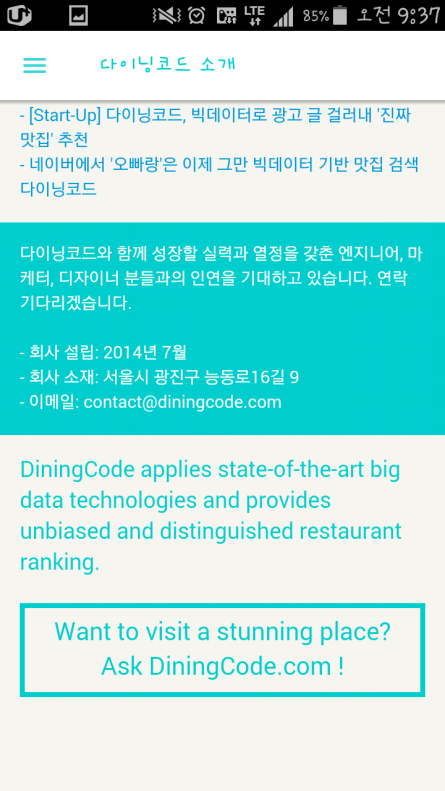 LTE 85% 오전 9:37
다이닝코드 소개
- [Start-Up] 다이닝코드, 빅데이터로 광고 글 걸러내 '진짜
맛집' 추천
- 네이버에서 '오빠랑'은 이제 그만 빅데이터 기반 맛집 검색
다이닝코드
다이닝코드와 함께 성장할 실력과 열정을 갖춘 엔지니어, 마
케터, 디자이너 분들과의 인연을 기대하고 있습니다. 연락
기다리겠습니다.
- 회사 설립: 2014년 7월
- 회사 소재: 서울시 광진구 능동로16길 9
- 이메일: contact@diningcode.com
DiningCode applies state-of-the-art big
data technologies and provides
unbiased and distinguished restaurant
ranking.
Want to visit a stunning place?
Ask DiningCode.com !